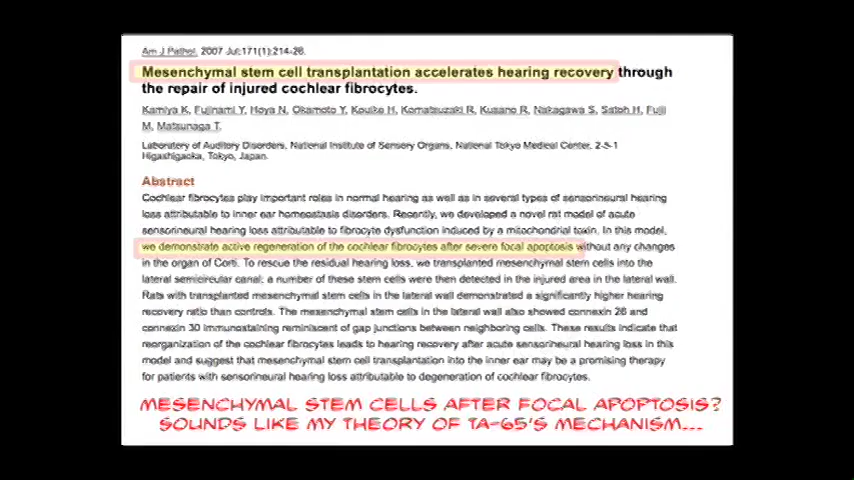 Am J Pathol. 2007 Jul;171(1):214-26.
Mesenchymal stem cell transplantation accelerates hearing recovery through
the repair of injured cochlear fibrocytes.
Kamiya K, Fujinami Y, Hoya N, Okamoto Y, Kouike H, Komatsuzaki R, Kusano R, Nakagawa S, Satoh H, Fujii
M, Matsunaga T.
Laboratory of Auditory Disorders, National Institute of Sensory Organs, National Tokyo Medical Center, 2-5-1
Higashigaoka, Tokyo, Japan.
Abstract
Cochlear fibrocytes play important roles in normal hearing as well as in several types of sensorineural hearing
loss attributable to inner ear homeostasis disorders. Recently, we developed a novel rat model of acute
sensorineural hearing loss attributable to fibrocyte dysfunction induced by a mitochondrial toxin. In this model,
we demonstrate active regeneration of the cochlear fibrocytes after severe focal apoptosis without any changes
in the organ of Corti. To rescue the residual hearing loss, we transplanted mesenchymal stem cells into the
lateral semicircular canal; a number of these stem cells were then detected in the injured area in the lateral wall.
Rats with transplanted mesenchymal stem cells in the lateral wall demonstrated a significantly higher hearing
recovery ratio than controls. The mesenchymal stem cells in the lateral wall also showed connexin 26 and
connexin 30 immunostaining reminiscent of gap junctions between neighboring cells. These results indicate that
reorganization of the cochlear fibrocytes leads to hearing recovery after acute sensorineural hearing loss in this
model and suggest that mesenchymal stem cell transplantation into the inner ear may be a promising therapy
for patients with sensorineural hearing loss attributable to degeneration of cochlear fibrocytes.
MESENCHYMAL STEM CELLS AFTER FOCAL APOPTOSIS?
SOUNDS LIKE MY THEORY OF TA-65'S MECHANISM...